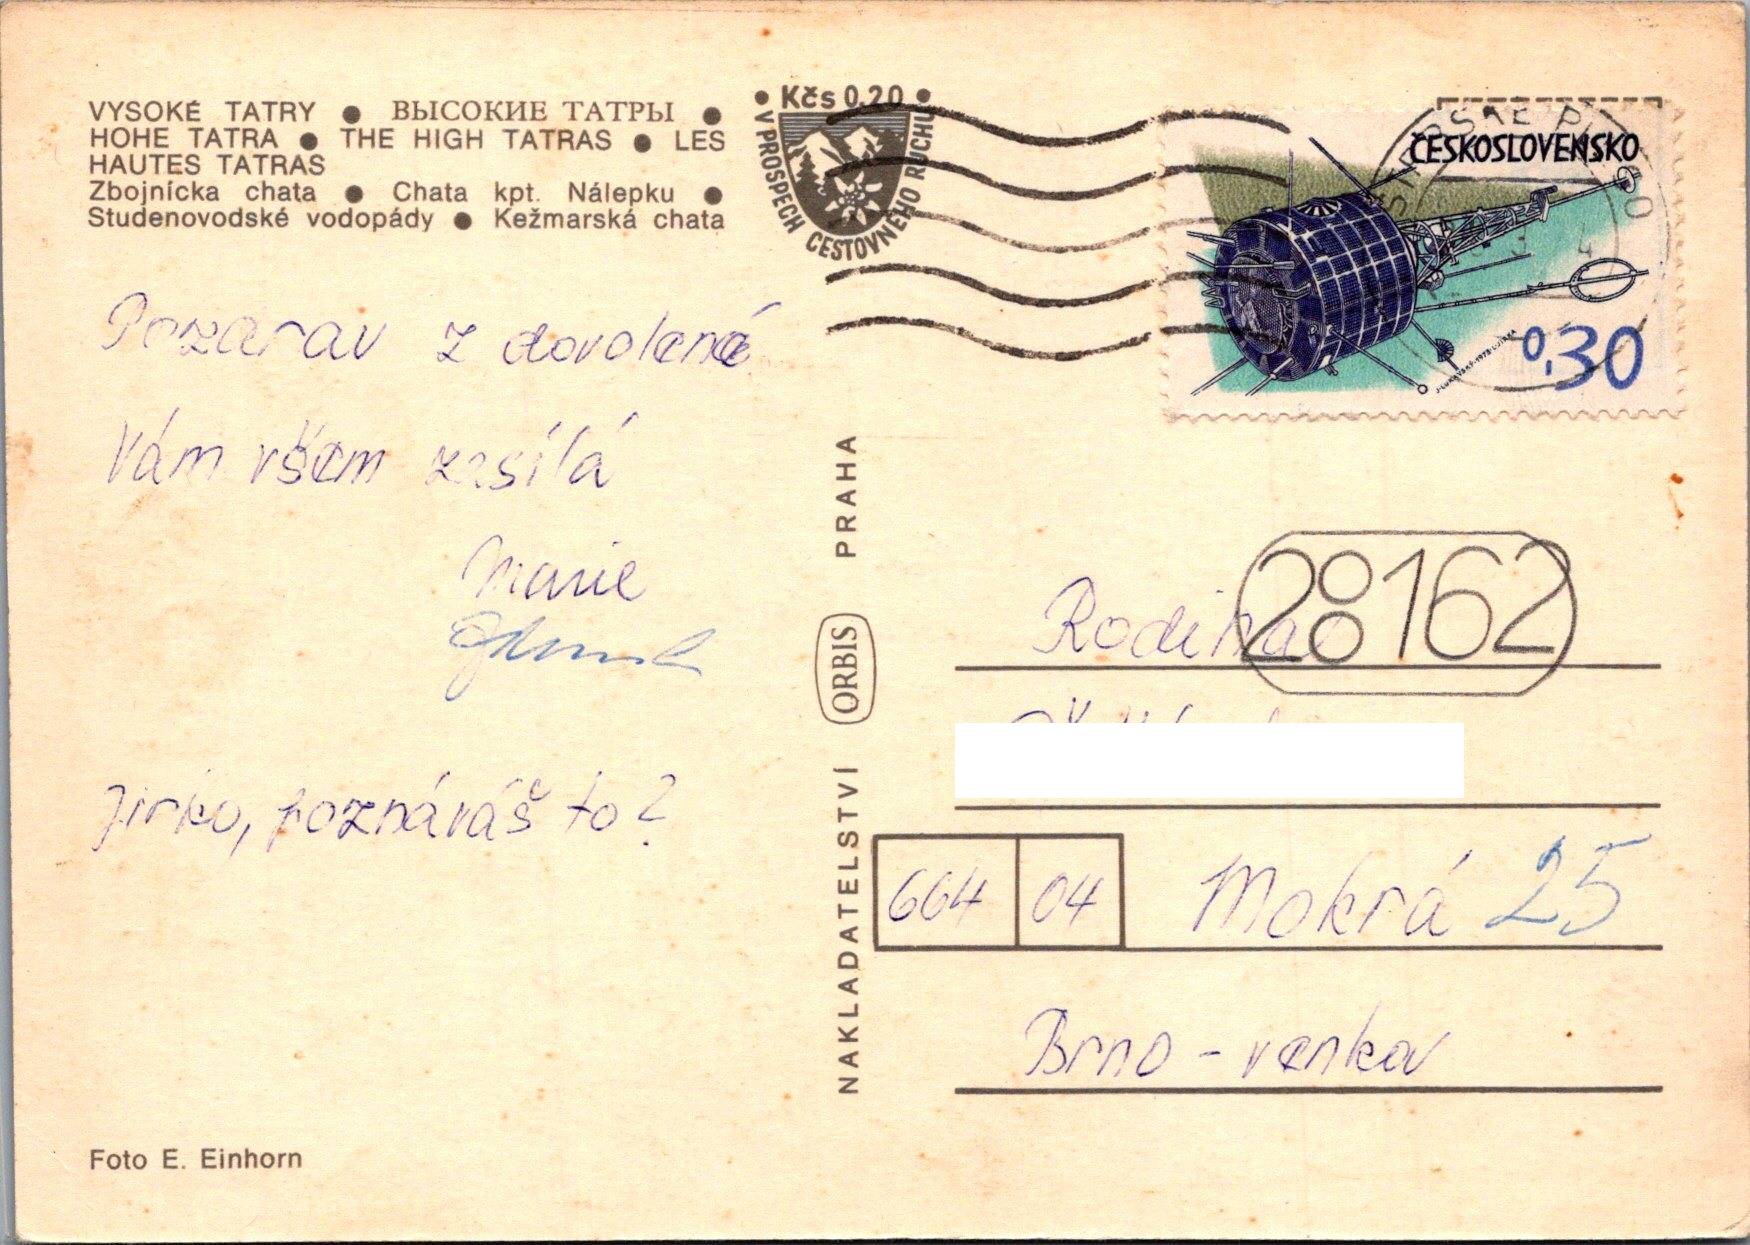 VYSOKÉ TATRY ● ВЫСОКИЕ ТАТРЫ ●
HOHE TATRA ● THE HIGH TATRAS ● LES
HAUTES TATRAS
Zbojnícka chata ● Chata kpt. Nálepku ●
Studenovodské vodopády ● Kežmarská chata
Pozdrav z dovolené
Vám všem zasílá
Marie
Jirko, poznáváš to?
Foto E. Einhorn
● Kčs 0,20 ●
V PROSPECH CESTOVNÉHO RUCHU
NAKLADATELSTVÍ ORBIS PRAHA
ČESKOSLOVENSKO
0,30
28162
Rodina
664 04 Mokrá 25
Brno - venkov